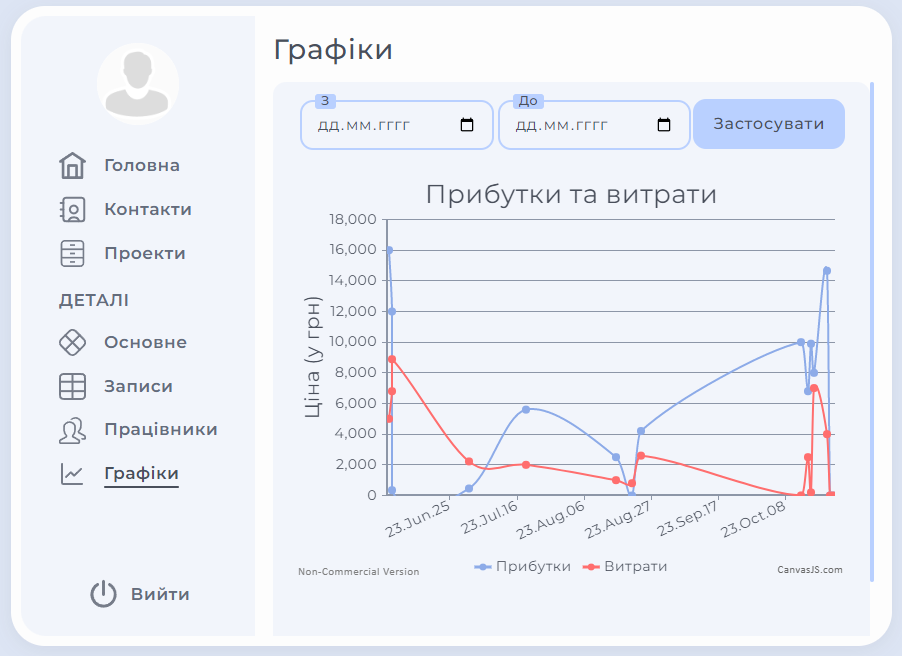 Графіки
З
дд.мм.гггг
До
дд.мм.гггг
Застосувати
Головна
Контакти
Проекти
ДЕТАЛІ
Основне
Записи
Працівники
Графіки
Вийти
Прибутки та витрати
Ціна (у грн)
18,000
16,000
14,000
12,000
10,000
8,000
6,000
4,000
2,000
0
23.Jun.25
23.Jul.16
23.Aug.06
23.Aug.27
23.Sep.17
23.Oct.08
Прибутки
Витрати
Non-Commercial Version
CanvasJS.com